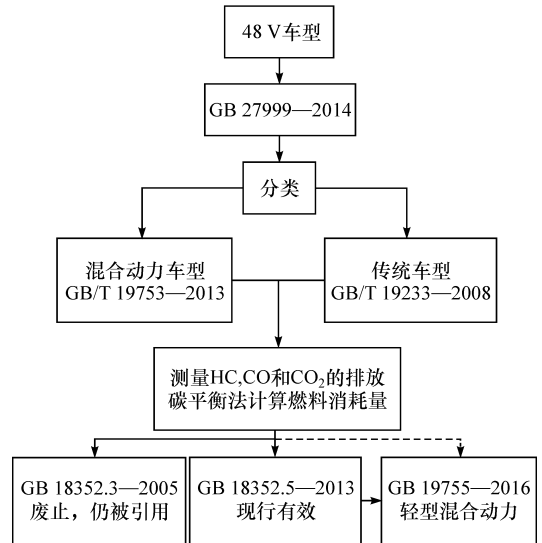 48 V车型
GB 27999—2014
分类
混合动力车型
GB/T 19753—2013
传统车型
GB/T 19233—2008
测量HC,CO和CO₂的排放
碳平衡法计算燃料消耗量
GB 18352.3—2005
废止，仍被引用
GB 18352.5—2013
现行有效
GB 19755—2016
轻型混合动力